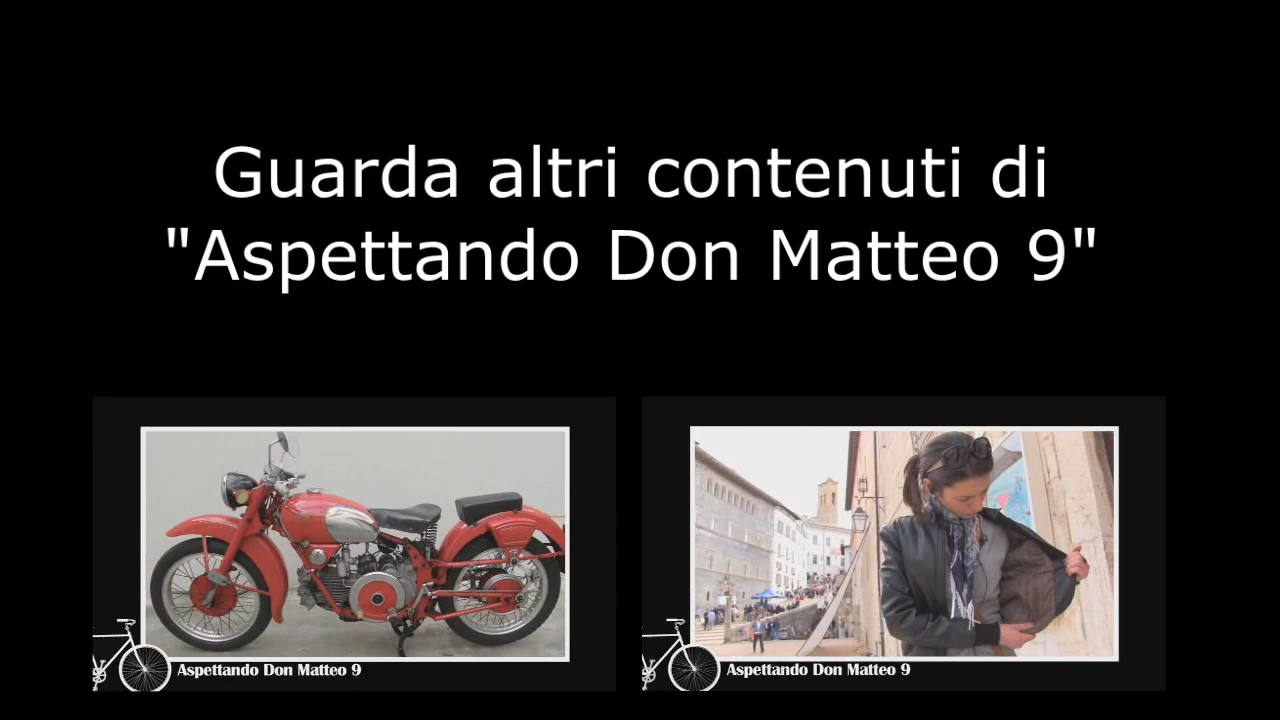 Guarda altri contenuti di
"Aspettando Don Matteo 9"
Aspettando Don Matteo 9
Aspettando Don Matteo 9